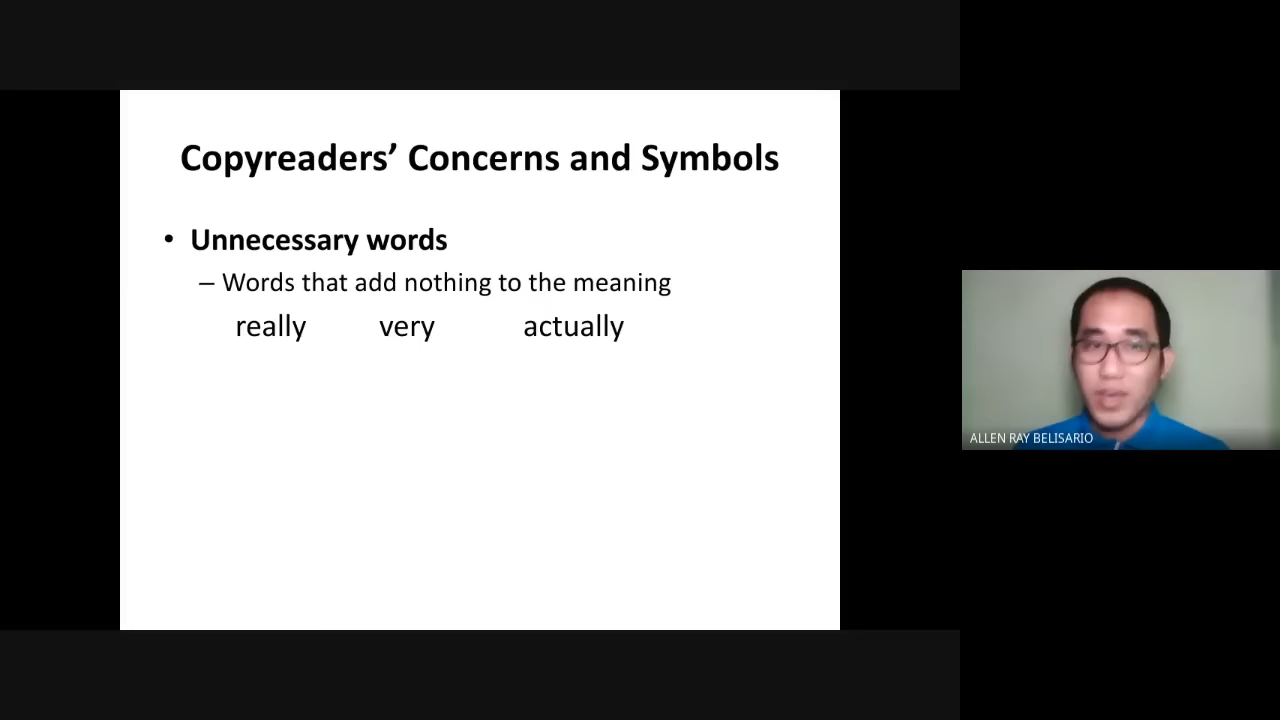 Copyreaders’ Concerns and Symbols
• Unnecessary words
– Words that add nothing to the meaning
really very actually
ALLEN RAY BELISARIO